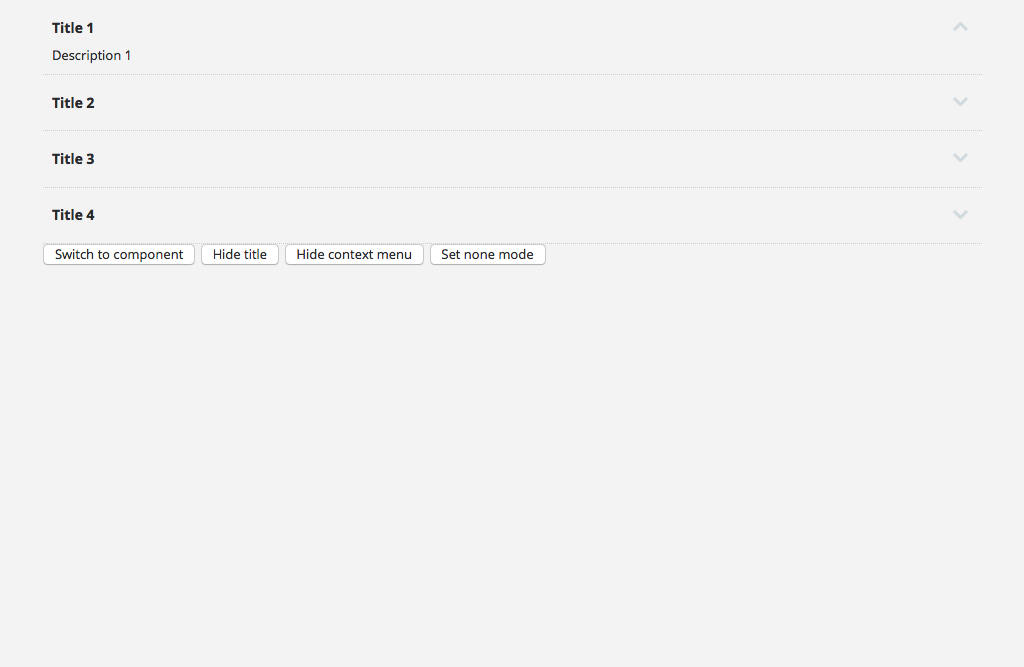 Title 1
Description 1
Title 2
Title 3
Title 4
Switch to component Hide title Hide context menu Set none mode